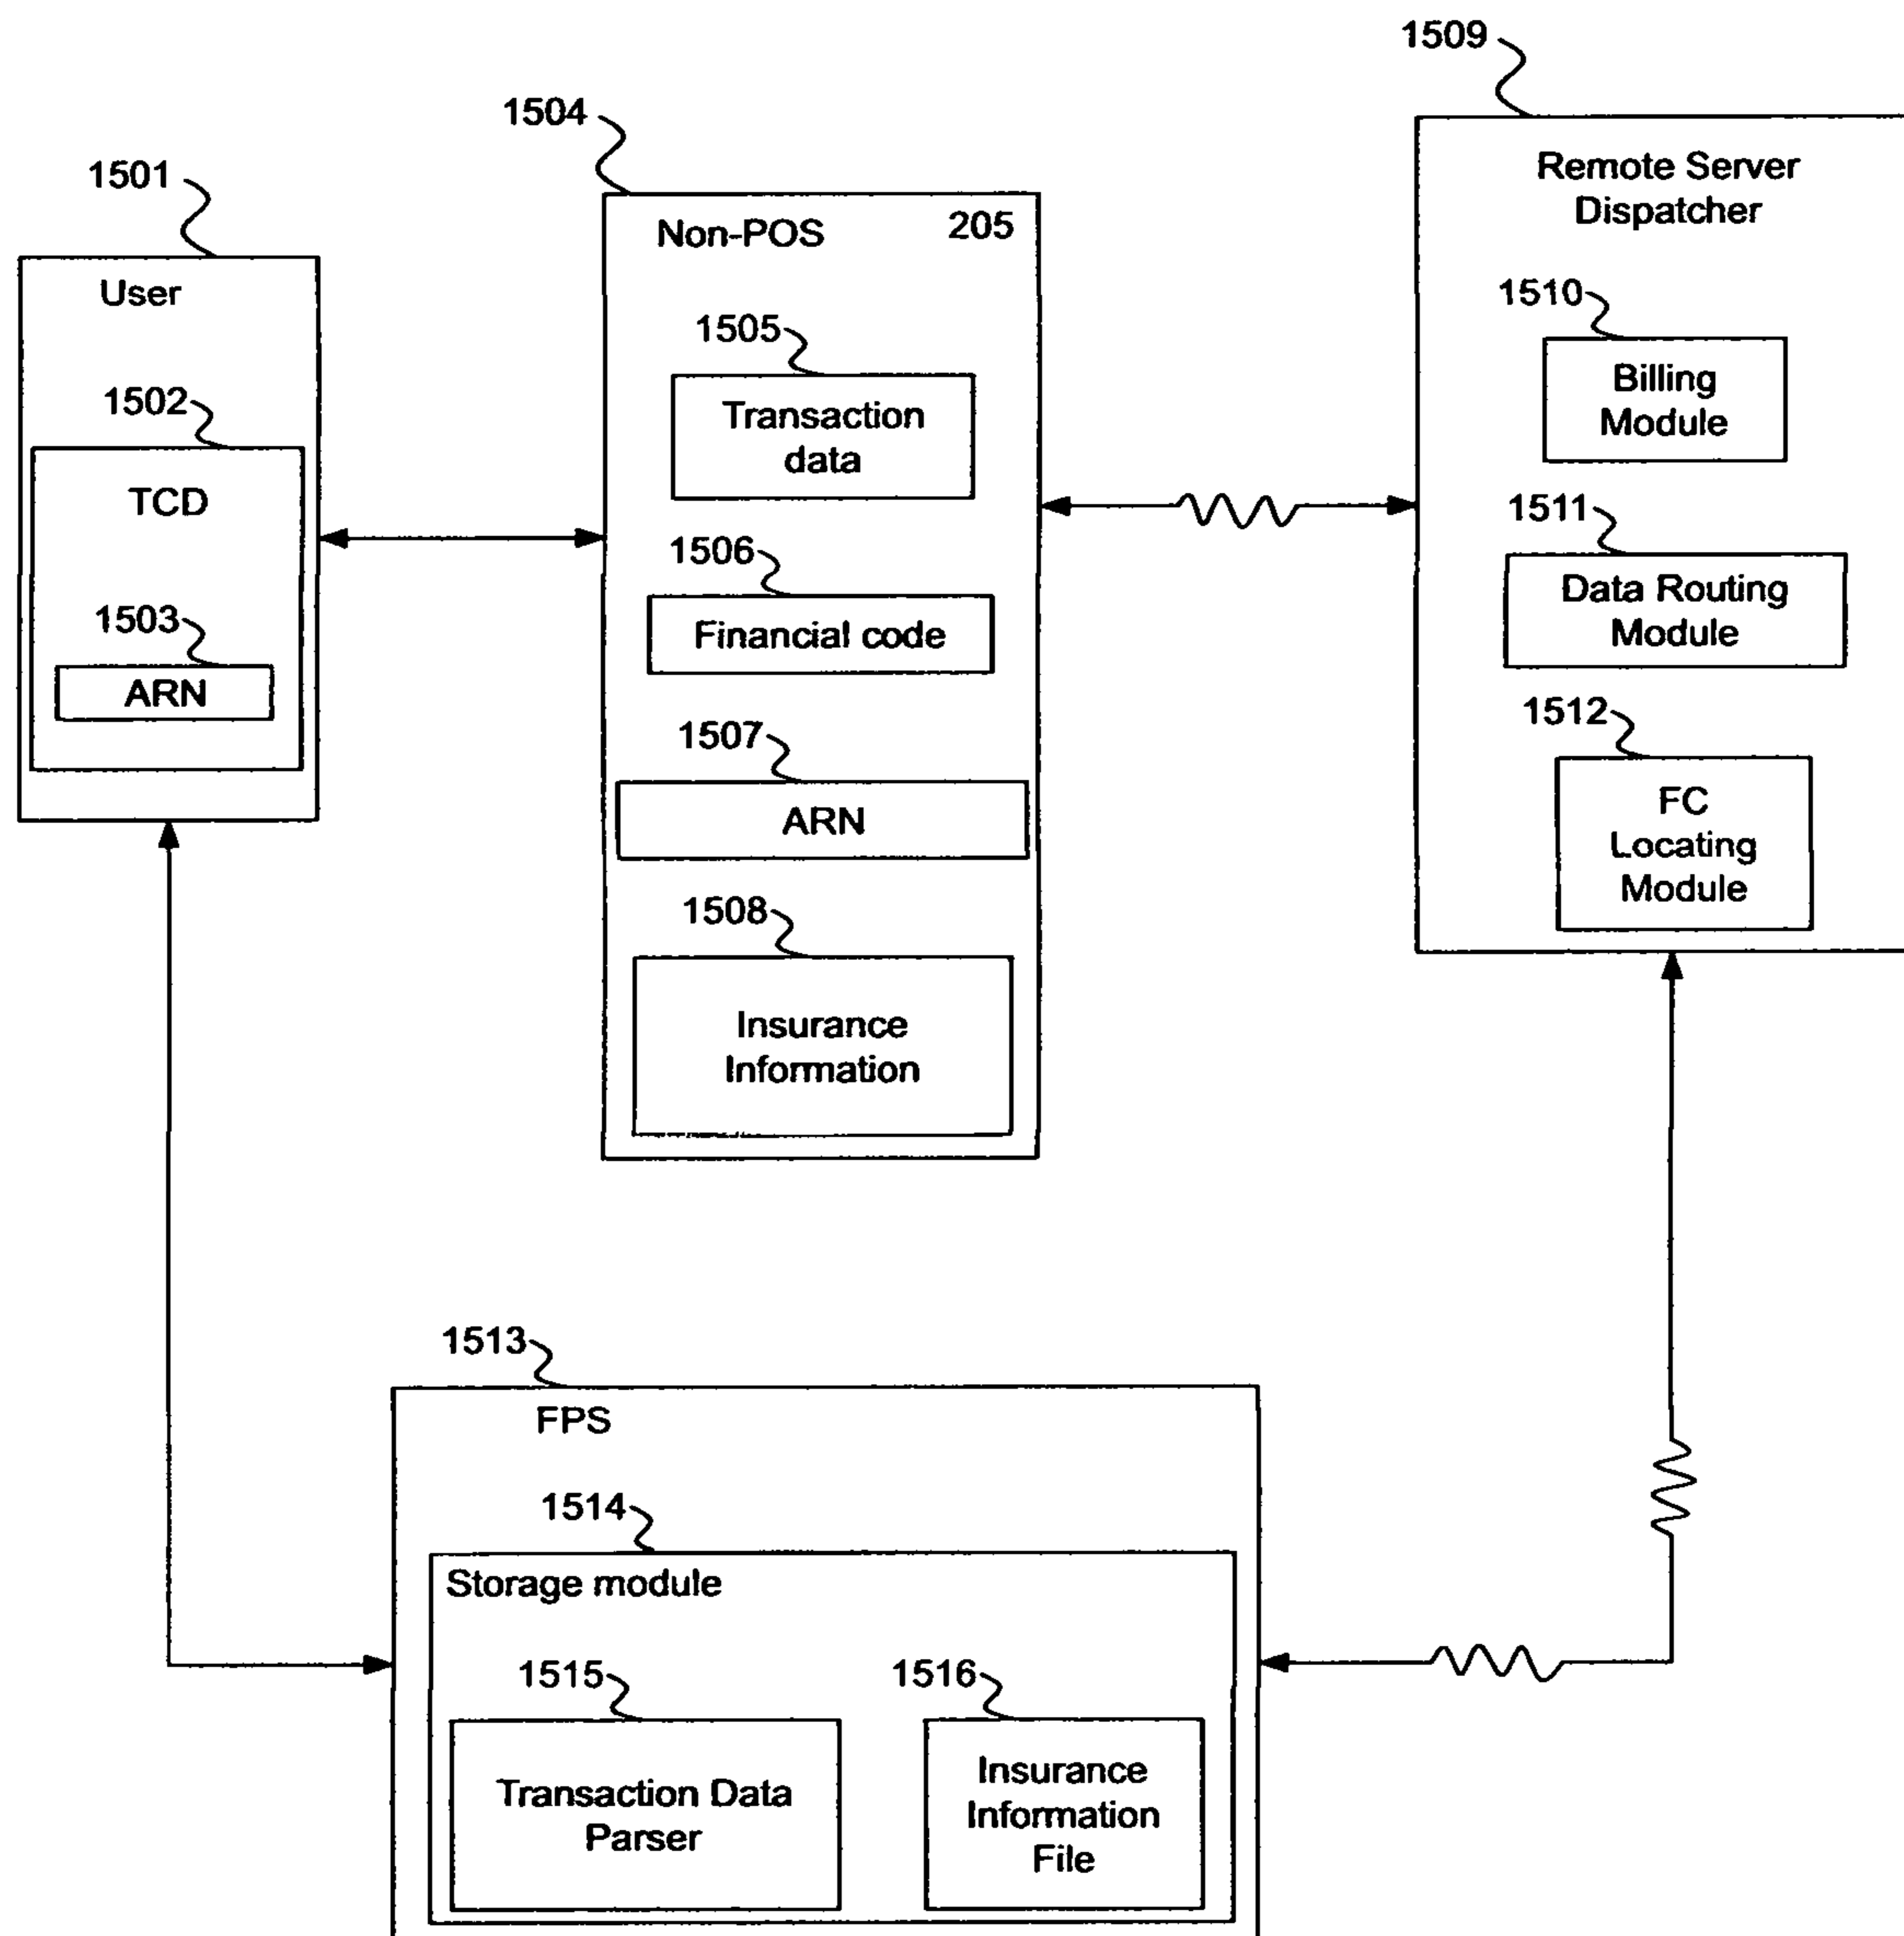 1509
1504
1501
Remote Server
Dispatcher
Non-POS
205
User
1510
1505
Billing
Module
1502
Transaction
data
TCD
1511
1506
Data Routing
Module
1503
Financial code
ARN
1512
1507
FC
Locating
Module
ARN
1508
Insurance
Information
1513
FPS
1514
Storage module
1515
1516
Transaction Data
Parser
Insurance
Information
File